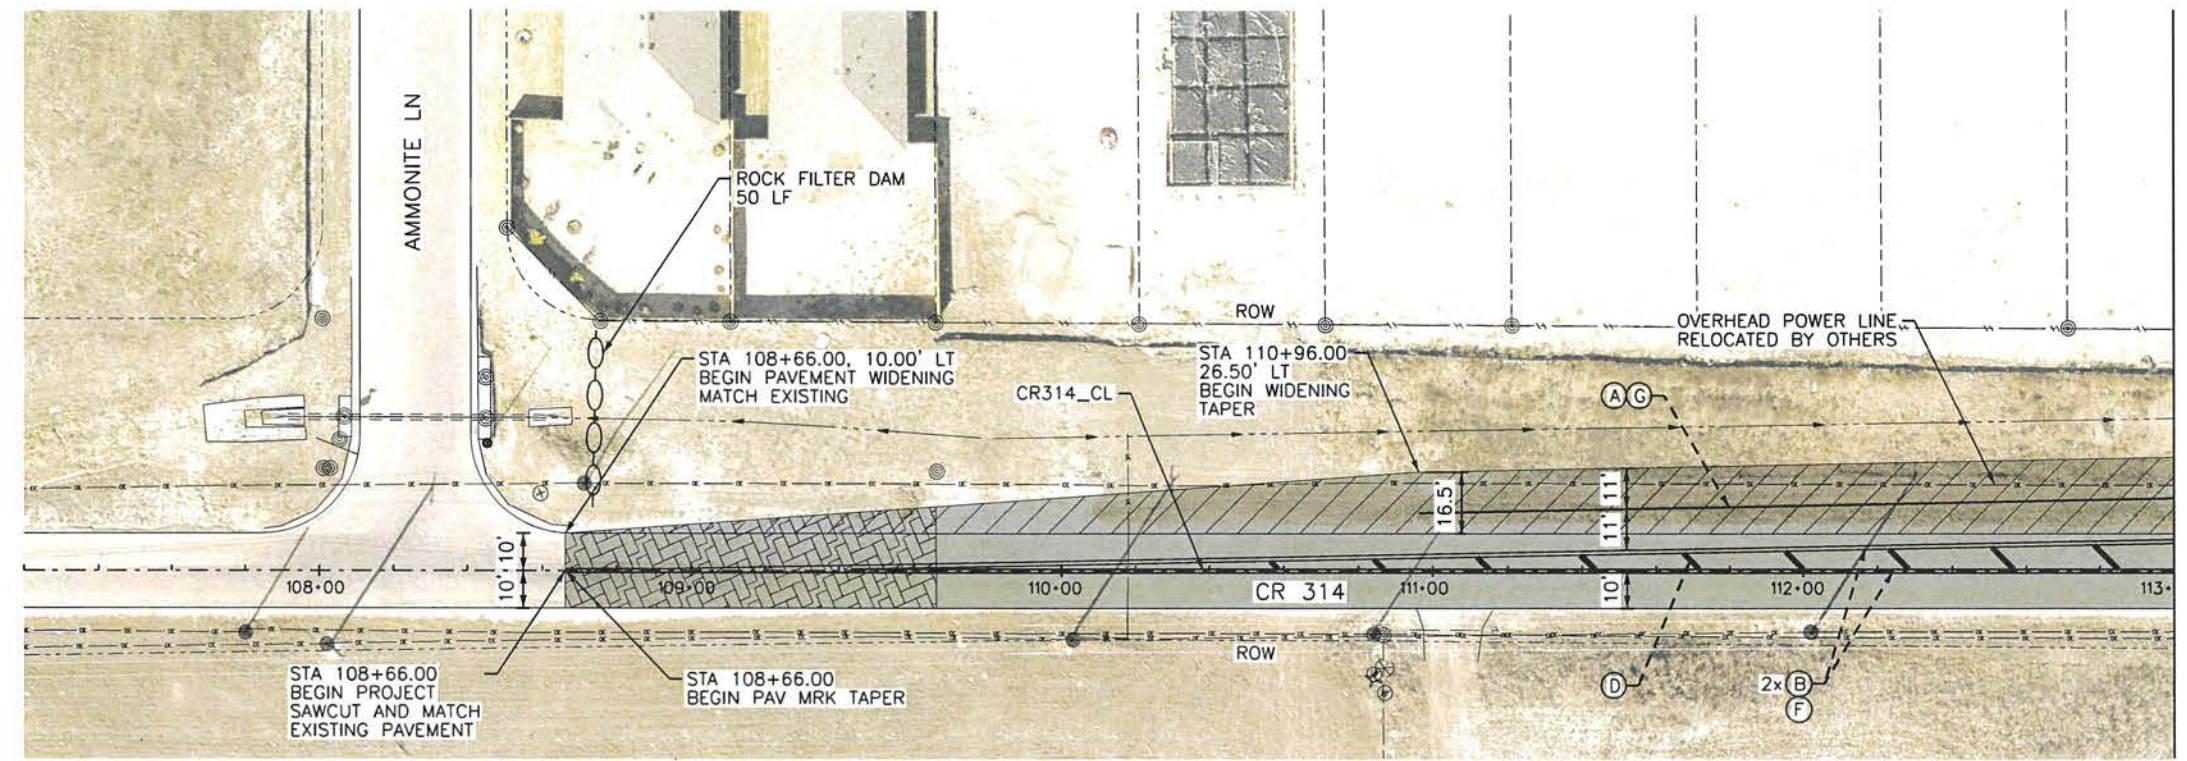 AMMONITE LN
ROCK FILTER DAM
50 LF
ROW
OVERHEAD POWER LINE
RELOCATED BY OTHERS
STA 108+66.00, 10.00' LT
BEGIN PAVEMENT WIDENING
MATCH EXISTING
CR314_CL
STA 110+96.00
26.50' LT
BEGIN WIDENING
TAPER
A G
16.5'
11'
11'
10'
10'
10'
108+00
109+00
110+00
CR 314
111+00
112+00
113+
ROW
STA 108+66.00
BEGIN PROJECT
SAWCUT AND MATCH
EXISTING PAVEMENT
STA 108+66.00
BEGIN PAV MRK TAPER
D
2x B
F